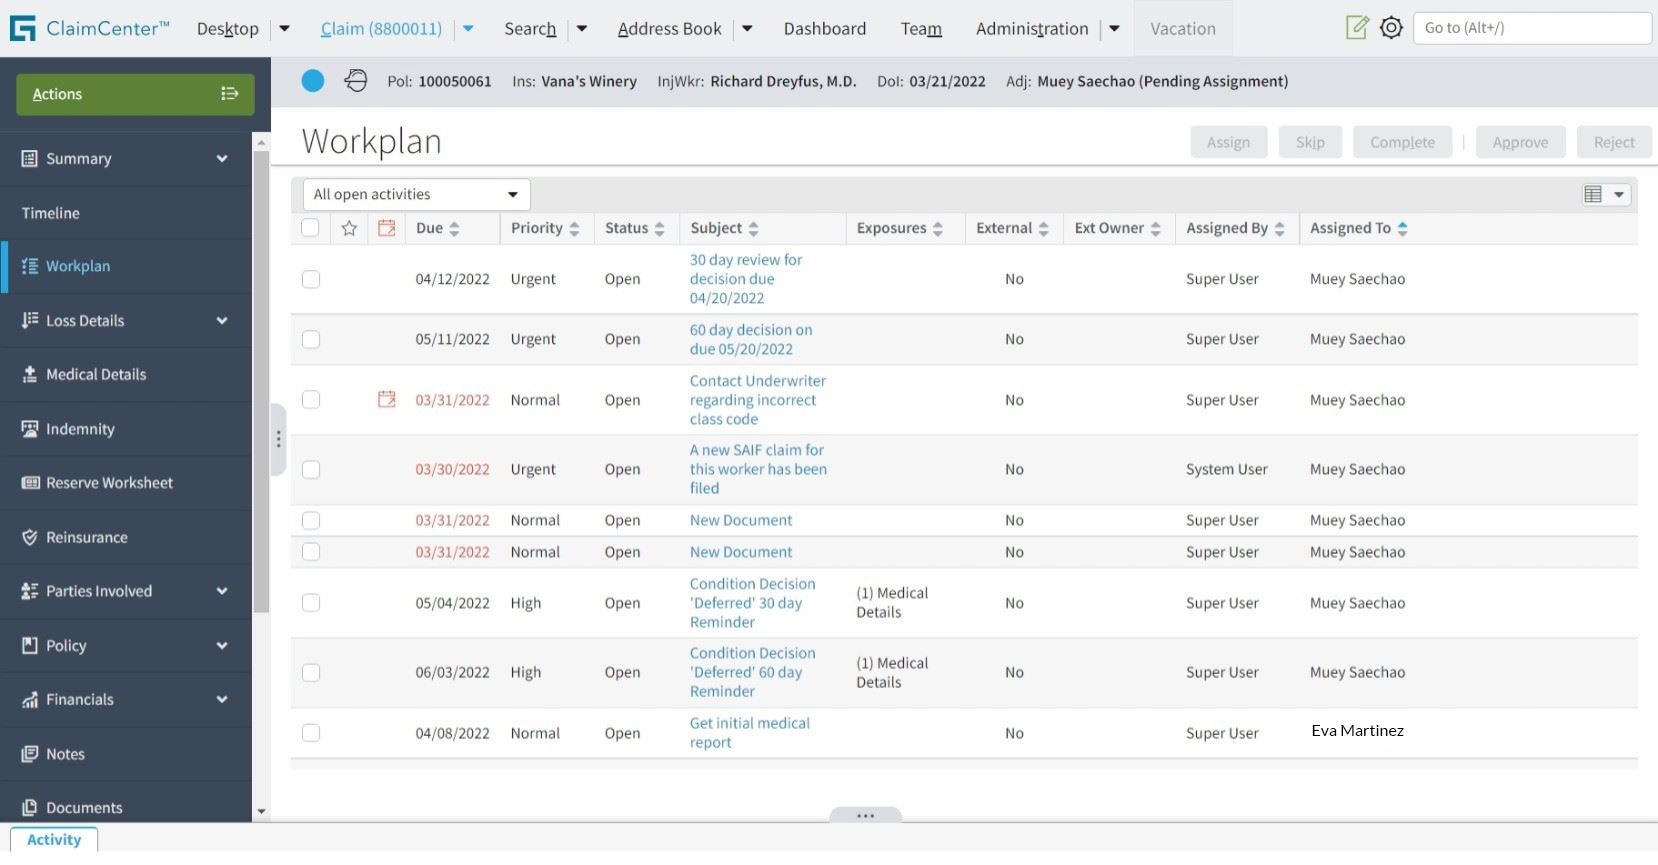 ClaimCenter™ Desktop Claim (8800011) Search Address Book Dashboard Team Administration Vacation Go to (Alt+/)
Actions
Pol: 100050061 Ins: Vana's Winery InjWkr: Richard Dreyfus, M.D. DoI: 03/21/2022 Adj: Muey Saechao (Pending Assignment)
Summary
Timeline
Workplan
Loss Details
Medical Details
Indemnity
Reserve Worksheet
Reinsurance
Parties Involved
Policy
Financials
Notes
Documents
Workplan Assign Skip Complete Approve Reject
All open activities
Due Priority Status Subject Exposures External Ext Owner Assigned By Assigned To
04/12/2022 Urgent Open 30 day review for
decision due
04/20/2022
No Super User Muey Saechao
05/11/2022 Urgent Open 60 day decision on
due 05/20/2022
No Super User Muey Saechao
03/31/2022 Normal Open Contact Underwriter
regarding incorrect
class code
No Super User Muey Saechao
03/30/2022 Urgent Open A new SAIF claim for
this worker has been
filed
No System User Muey Saechao
03/31/2022 Normal Open New Document No Super User Muey Saechao
03/31/2022 Normal Open New Document No Super User Muey Saechao
05/04/2022 High Open Condition Decision
'Deferred' 30 day
Reminder
(1) Medical
Details
No Super User Muey Saechao
06/03/2022 High Open Condition Decision
'Deferred' 60 day
Reminder
(1) Medical
Details
No Super User Muey Saechao
04/08/2022 Normal Open Get initial medical
report
No Super User Eva Martinez
Activity